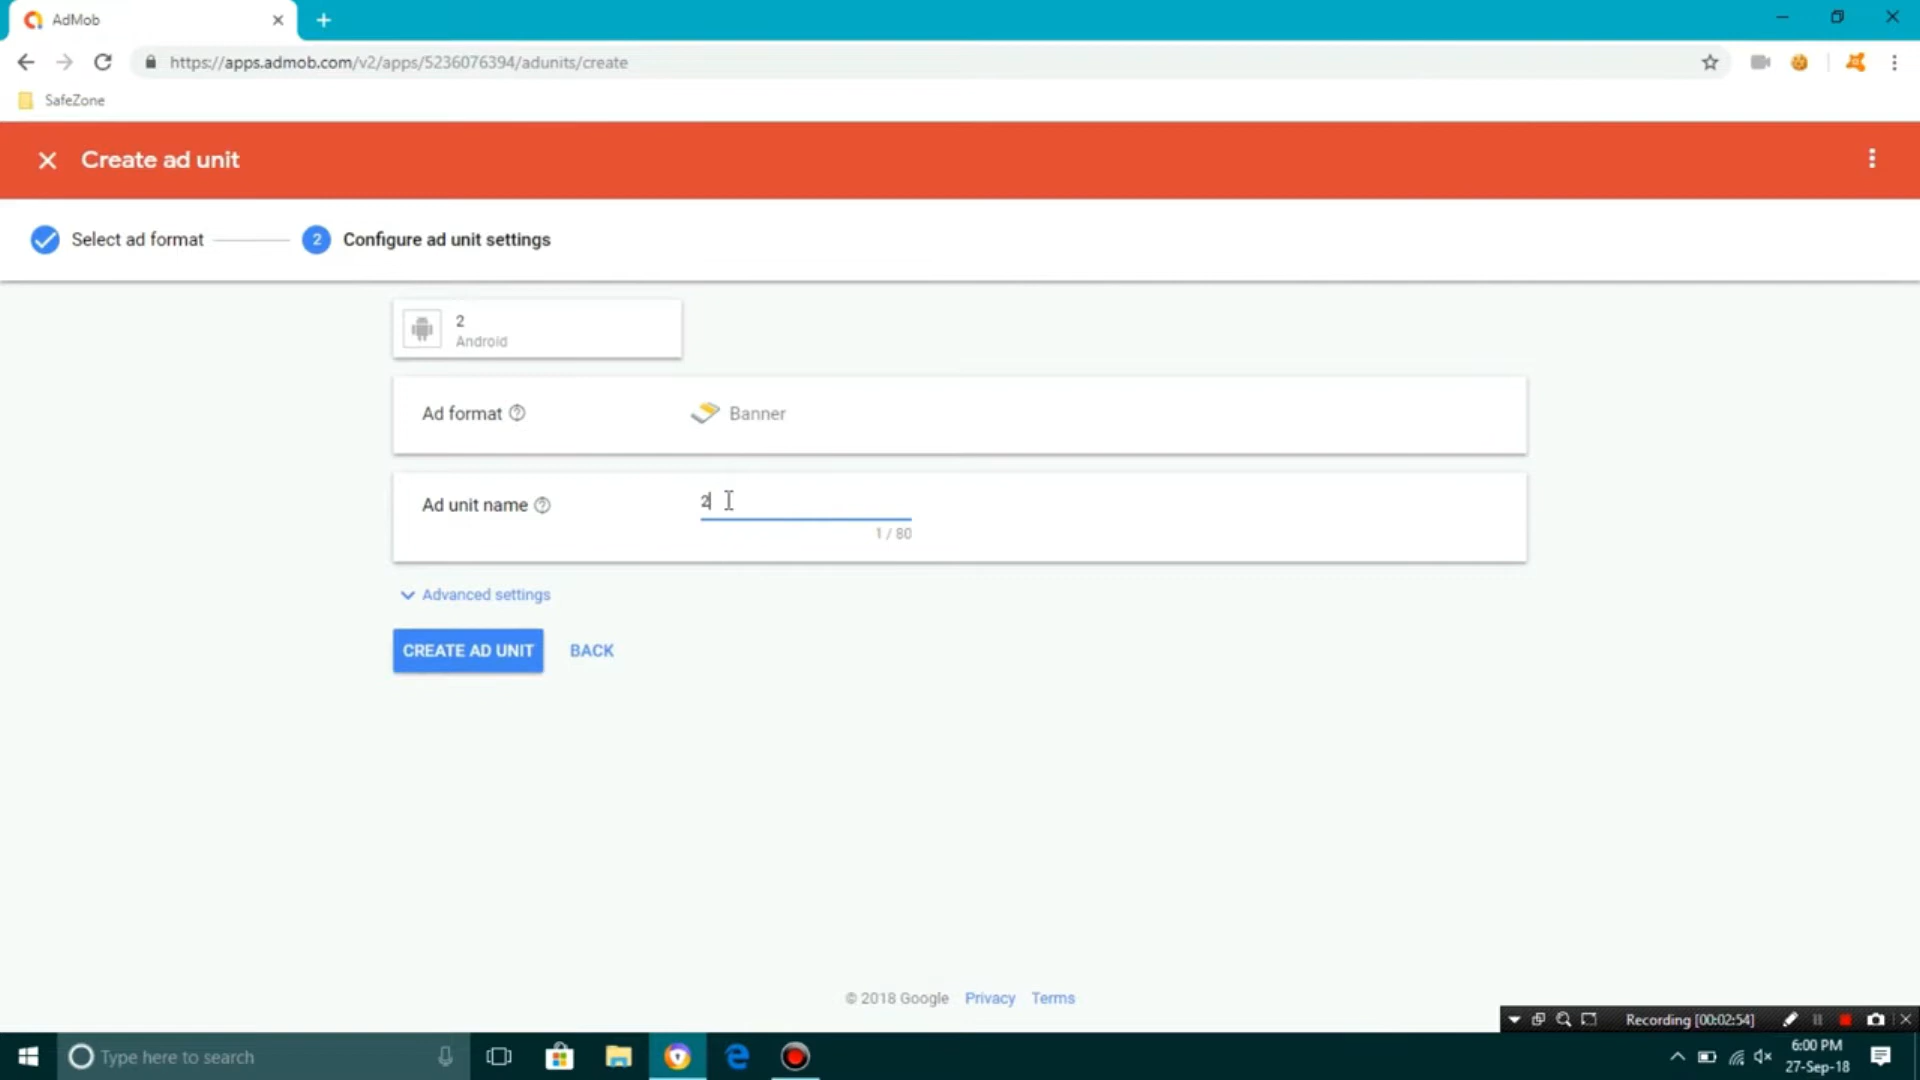 AdMob
https://apps.admob.com/v2/apps/5236076394/adunits/create
SafeZone
Create ad unit
Select ad format
2 Configure ad unit settings
2
Android
Ad format Banner
Ad unit name 2
1 / 80
Advanced settings
CREATE AD UNIT BACK
© 2018 Google Privacy Terms
Recording [00:02:54]
Type here to search
6:00 PM
27-Sep-18